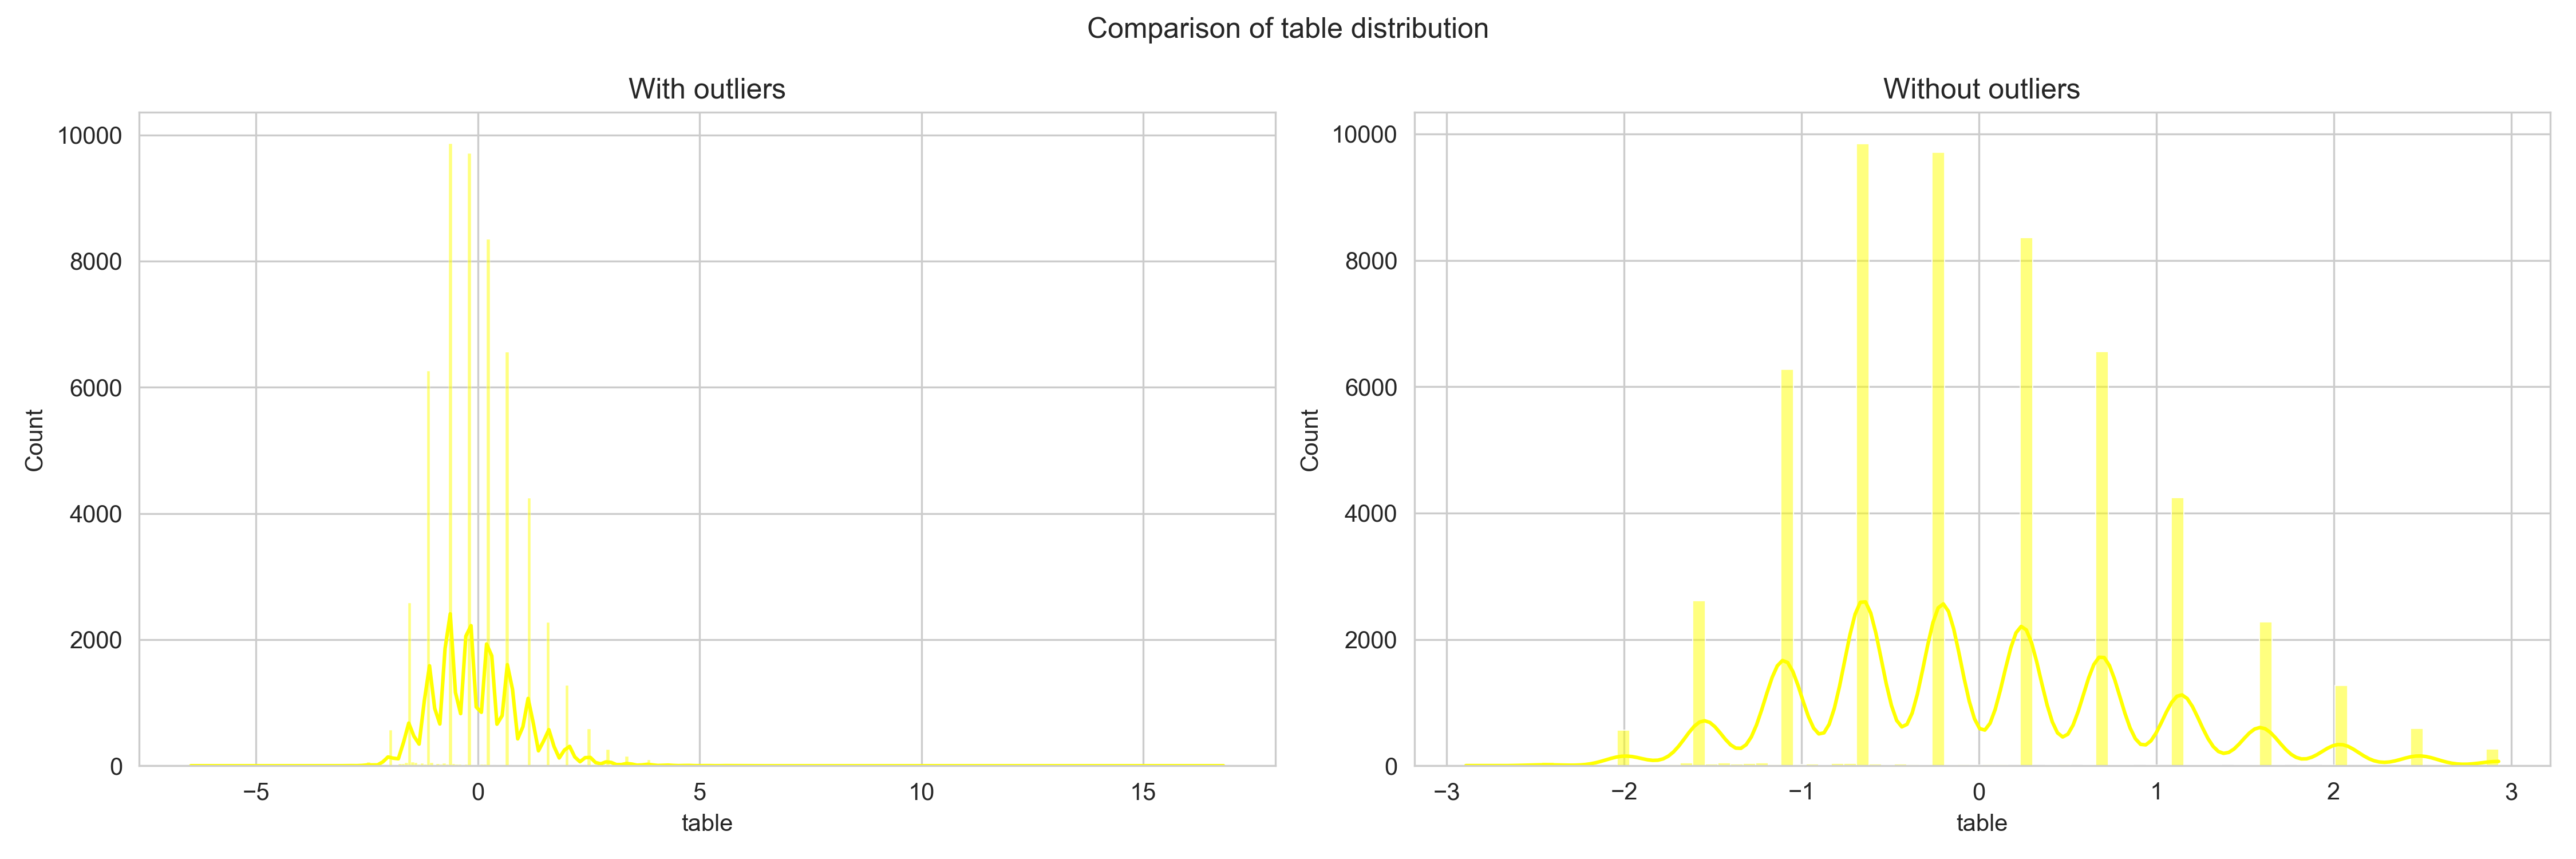 Comparison of table distribution
With outliers
10000
8000
6000
4000
2000
0
Count
−5 0 5 10 15
table
Without outliers
10000
8000
6000
4000
2000
0
Count
−3 −2 −1 0 1 2 3
table